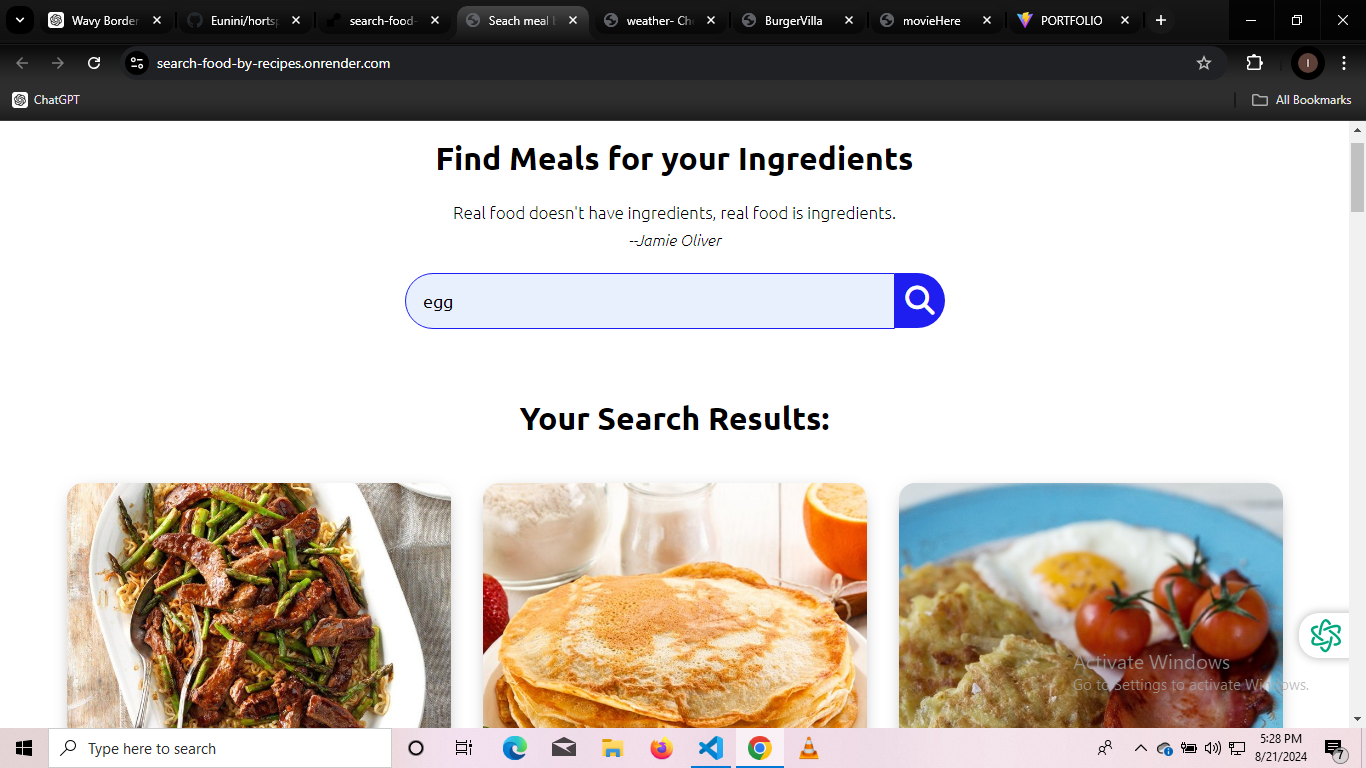 Wavy Border
Eunini/hortsp
search-food-
Seach meal b
weather- Che
BurgerVilla
movieHere
PORTFOLIO
search-food-by-recipes.onrender.com
I
ChatGPT
All Bookmarks
Find Meals for your Ingredients
Real food doesn't have ingredients, real food is ingredients.
--Jamie Oliver
egg
Your Search Results:
Activate Windows
Go to Settings to activate Windows.
Type here to search
5:28 PM
8/21/2024
7